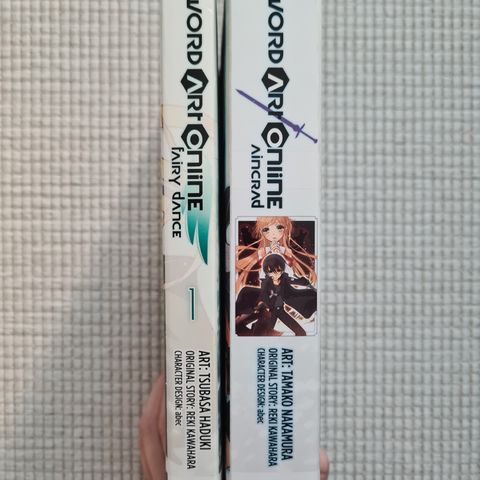 WORD ART ONLINE
fairy dance
1
ART: TSUBASA HADUKI
ORIGINAL STORY: REKI KAWAHARA
CHARACTER DESIGN: abec
WORD ART ONLINE
aincrad
ART: TAMAKO NAKAMURA
ORIGINAL STORY: REKI KAWAHARA
CHARACTER DESIGN: abec